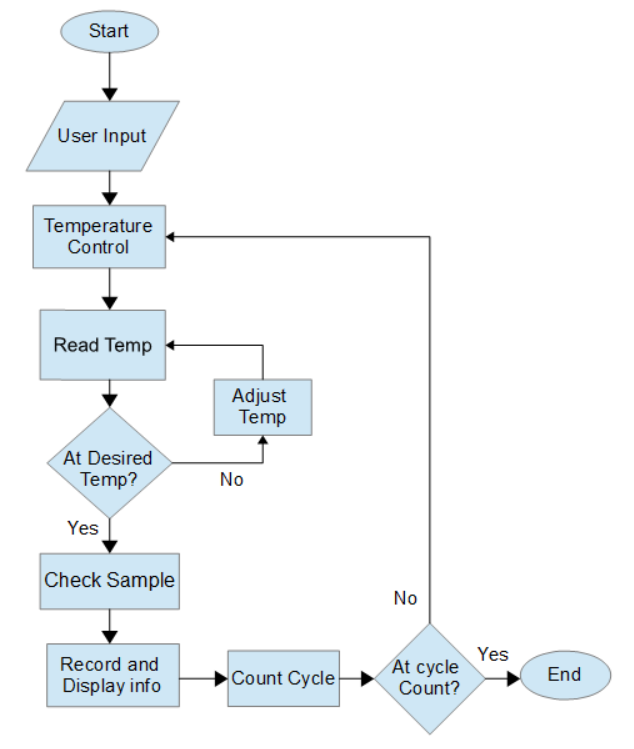 Start
User Input
Temperature
Control
Read Temp
Adjust
Temp
At Desired
Temp?
No
Yes
Check Sample
Record and
Display info
Count Cycle
At cycle
Count?
No
Yes
End